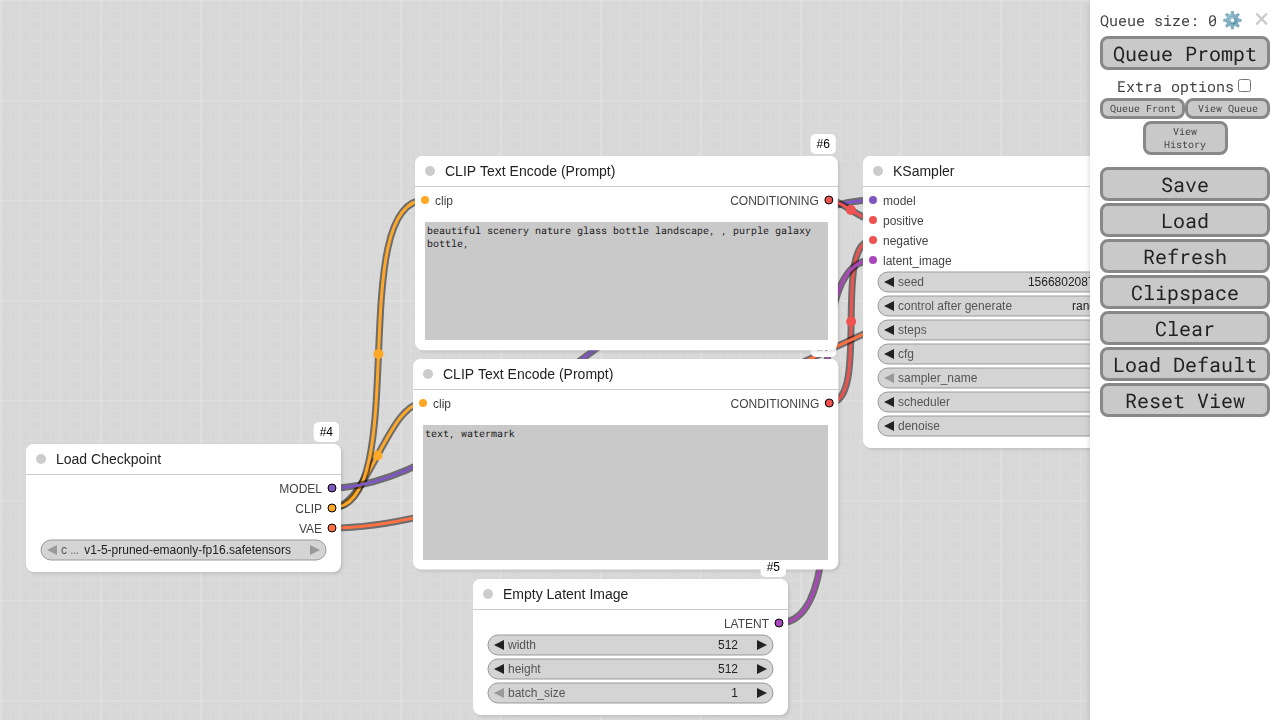 Queue size: 0
Queue Prompt
Extra options
Queue Front
View Queue
View
History
Save
Load
Refresh
Clipspace
Clear
Load Default
Reset View
#6
CLIP Text Encode (Prompt)
clip
CONDITIONING
beautiful scenery nature glass bottle landscape, , purple galaxy
bottle,
KSampler
model
positive
negative
latent_image
seed
control after generate
steps
cfg
sampler_name
scheduler
denoise
CLIP Text Encode (Prompt)
clip
CONDITIONING
text, watermark
#4
Load Checkpoint
MODEL
CLIP
VAE
c ... v1-5-pruned-emaonly-fp16.safetensors
#5
Empty Latent Image
LATENT
width 512
height 512
batch_size 1